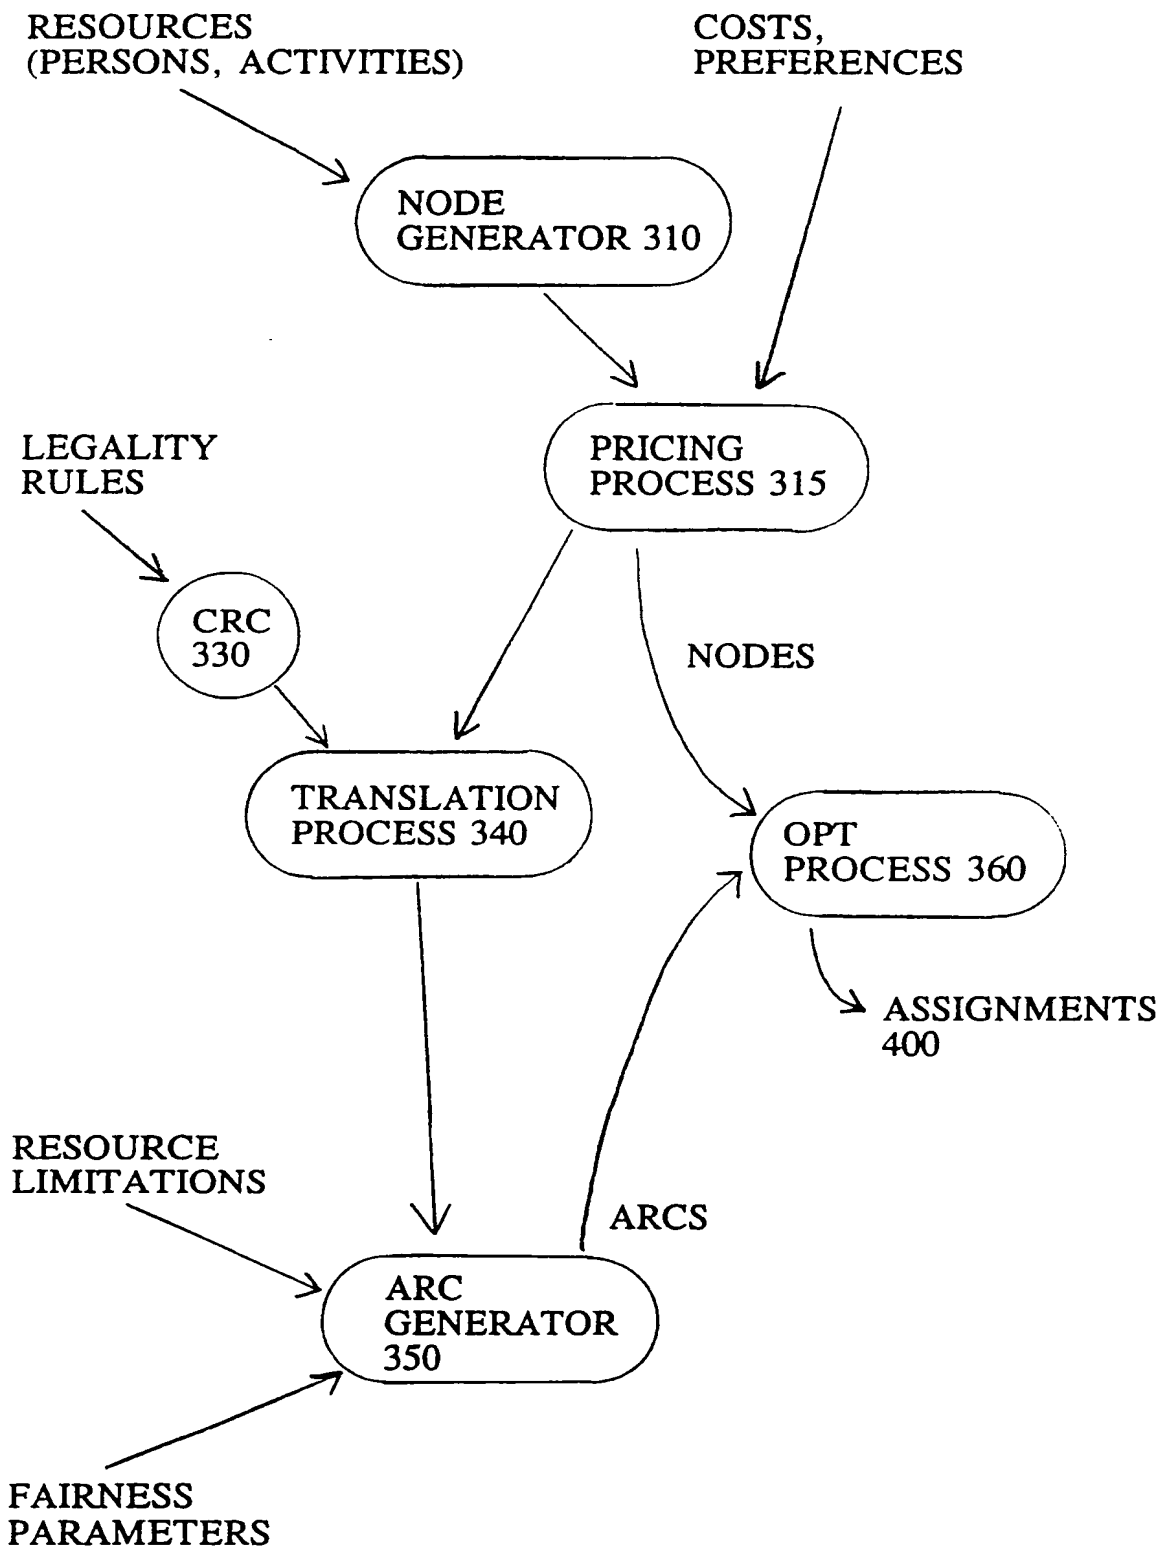 RESOURCES
(PERSONS, ACTIVITIES)
COSTS,
PREFERENCES
NODE
GENERATOR 310
LEGALITY
RULES
PRICING
PROCESS 315
CRC
330
NODES
TRANSLATION
PROCESS 340
OPT
PROCESS 360
ASSIGNMENTS
400
RESOURCE
LIMITATIONS
ARCS
ARC
GENERATOR
350
FAIRNESS
PARAMETERS